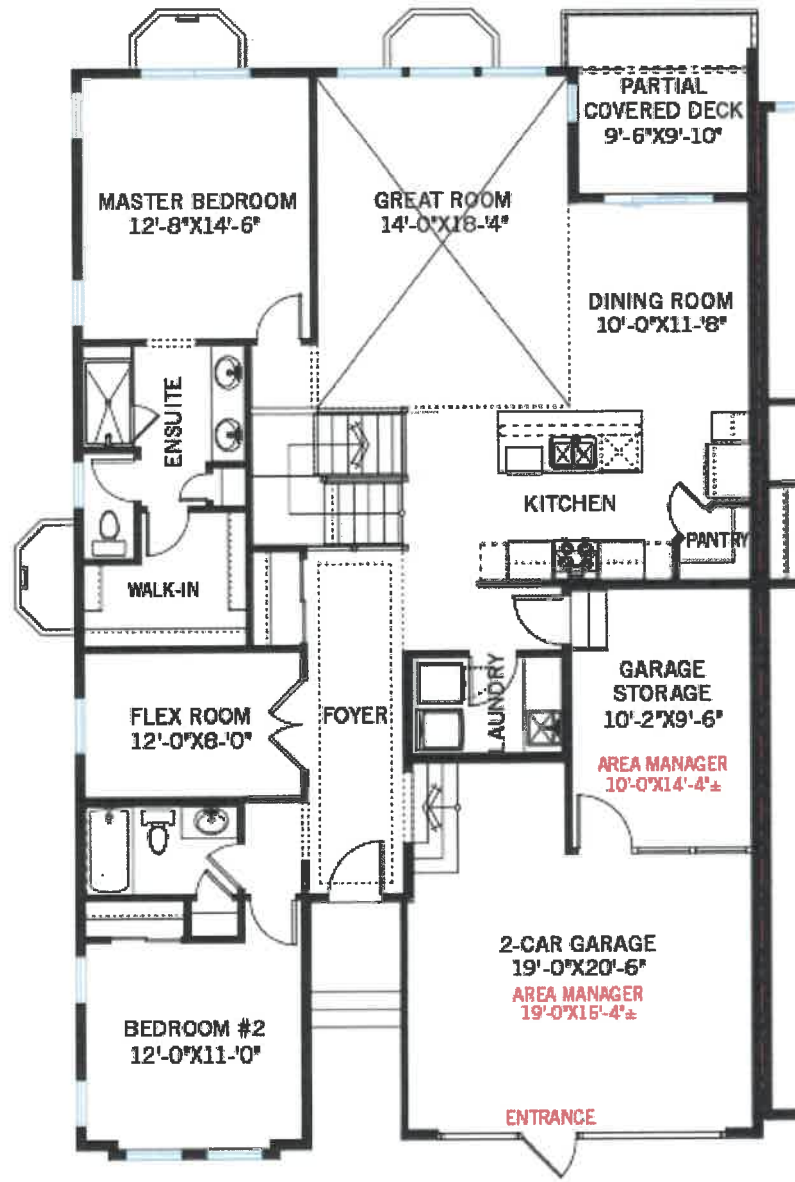 PARTIAL
COVERED DECK
9'-6"X9'-10"
MASTER BEDROOM
12'-8"X14'-6"
GREAT ROOM
14'-0"X18-'4"
DINING ROOM
10'-0"X11-'8"
ENSUITE
KITCHEN
PANTRY
WALK-IN
FLEX ROOM
12'-0"X6-'0"
FOYER
LAUNDRY
GARAGE
STORAGE
10'-2"X9'-6"
AREA MANAGER
10'-0"X14'-4"±
2-CAR GARAGE
19'-0"X20'-6"
AREA MANAGER
19'-0"X15'-4"±
BEDROOM #2
12'-0"X11-'0"
ENTRANCE